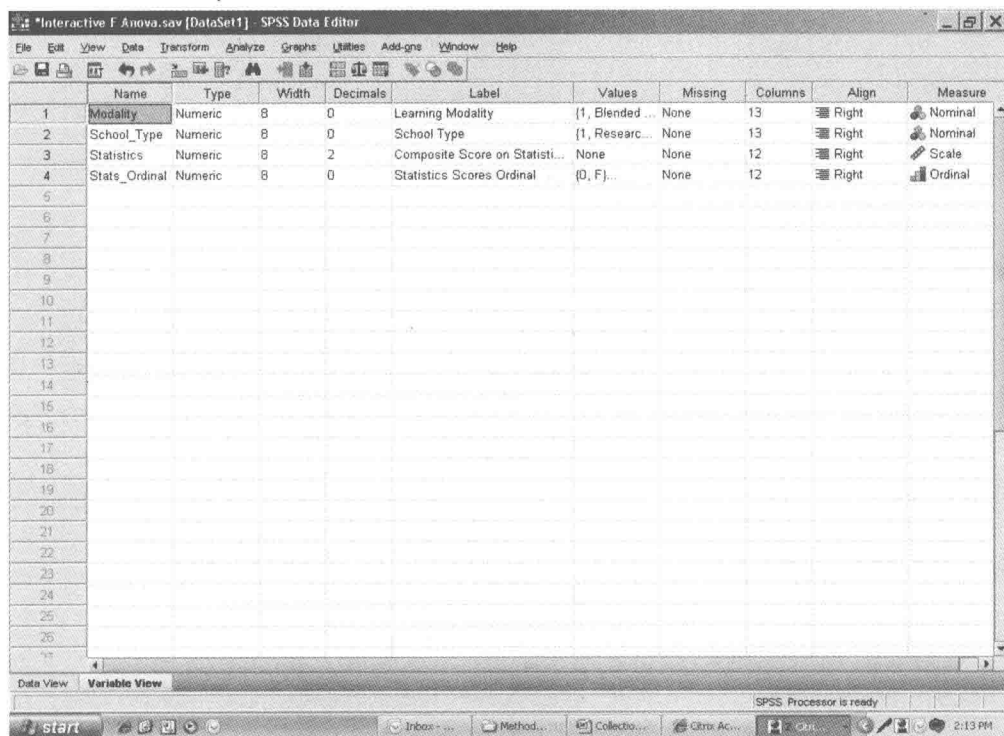 *Interactive F Anova.sav [DataSet1] - SPSS Data Editor
File Edit View Data Transform Analyze Graphs Utilities Add-ons Window Help
Name Type Width Decimals Label Values Missing Columns Align Measure
1 Modality Numeric 8 0 Learning Modality {1, Blended ... None 13 Right Nominal
2 School_Type Numeric 8 0 School Type {1, Researc... None 13 Right Nominal
3 Statistics Numeric 8 2 Composite Score on Statisti... None None 12 Right Scale
4 Stats_Ordinal Numeric 8 0 Statistics Scores Ordinal {0, F}... None 12 Right Ordinal
5
6
7
8
9
10
11
12
13
14
15
16
17
18
19
20
21
22
23
24
25
26
Data View Variable View
SPSS Processor is ready
start Inbox - ... Method... Collectio... Citrix Ac... 2:13 PM